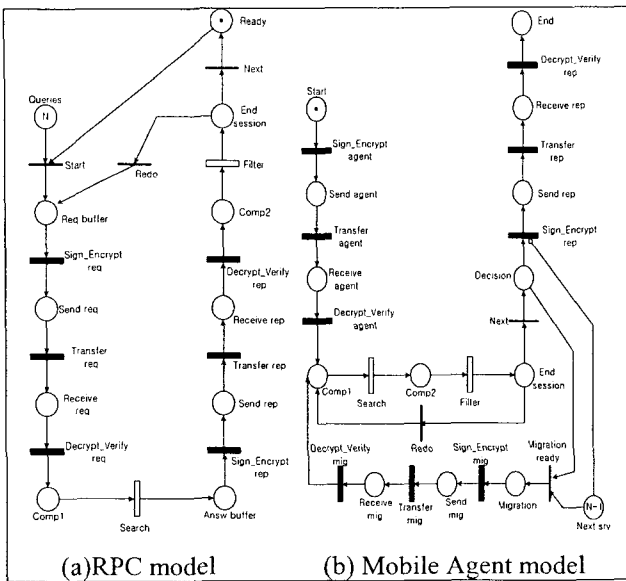 Ready
Next
Queries
N
Start
End
session
Redo
Filter
Req buffer
Comp2
Sign_Encrypt
req
Decrypt_Verify
rep
Send req
Receive rep
Transfer
req
Transfer rep
Receive
req
Send rep
Decrypt_Verify
req
Sign_Encrypt
rep
Comp1
Search
Answ buffer
(a)RPC model
End
Decrypt_Verify
rep
Start
Receive rep
Sign_Encrypt
agent
Transfer
rep
Send agent
Send rep
Transfer
agent
Sign_Encrypt
rep
Receive
agent
Decision
Decrypt_Verify
agent
Next
Comp1
Search
Comp2
Filter
End
session
Redo
Decrypt_Verify
mig
Sign_Encrypt
mig
Migration
ready
Receive
mig
Transfer
mig
Send
mig
Migration
N-1
Next srv
(b) Mobile Agent model